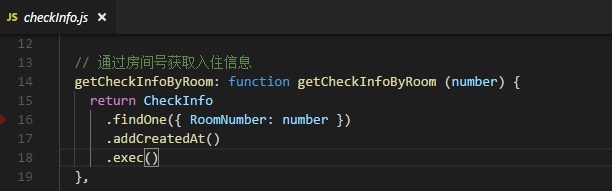 JS checkInfo.js ×
12
13 // 通过房间号获取入住信息
14 getCheckInfoByRoom: function getCheckInfoByRoom (number) {
15 return CheckInfo
16 .findOne({ RoomNumber: number })
17 .addCreatedAt()
18 .exec()
19 },